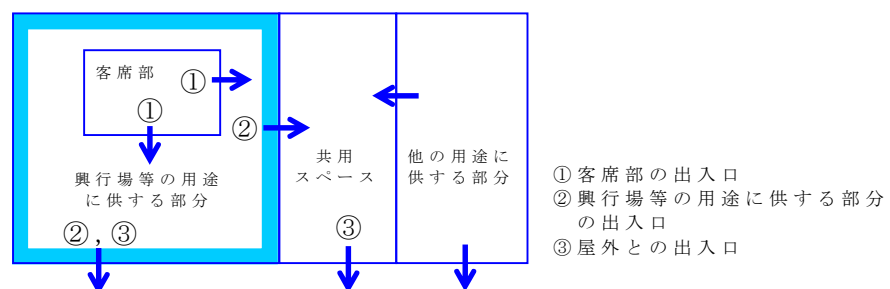 客席部
①
①
②
興行場等の用途
に供する部分
②,③
共用
スペース
③
他の用途に
供する部分
①客席部の出入口
②興行場等の用途に供する部分
の出入口
③屋外との出入口